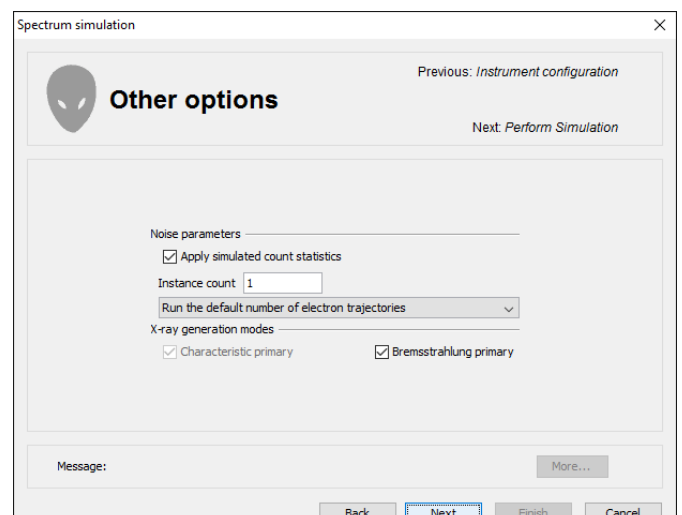 Spectrum simulation
Previous: Instrument configuration
Other options
Next: Perform Simulation
Noise parameters
Apply simulated count statistics
Instance count 1
Run the default number of electron trajectories
X-ray generation modes
Characteristic primary Bremsstrahlung primary
Message: More...
Back Next Finish Cancel